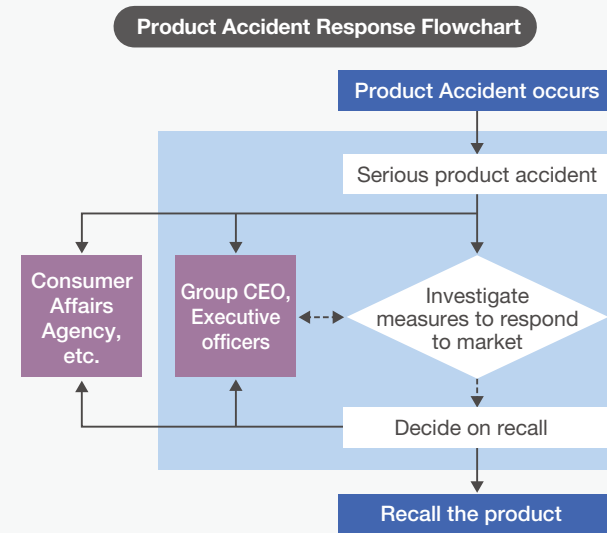 Product Accident Response Flowchart
Product Accident occurs
Serious product accident
Consumer
Affairs
Agency,
etc.
Group CEO,
Executive
officers
Investigate
measures to respond
to market
Decide on recall
Recall the product